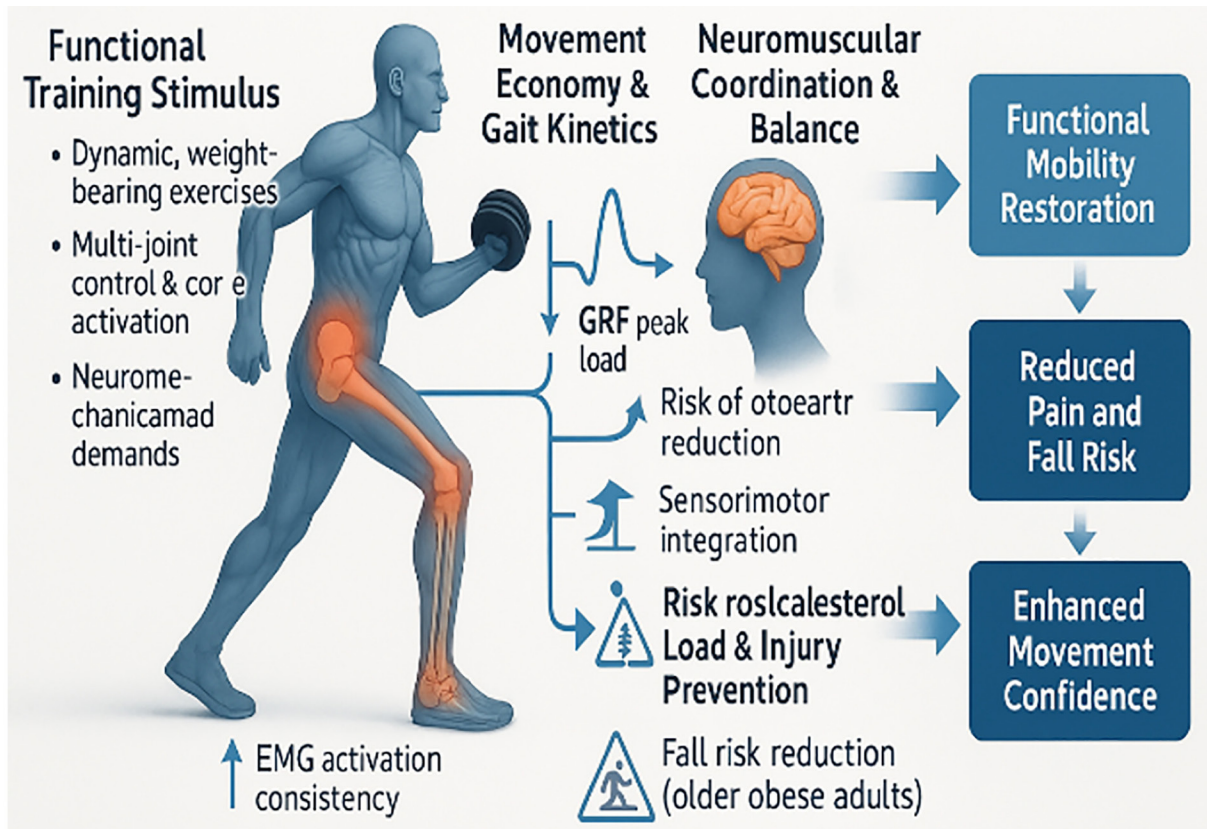 Functional
Training Stimulus
• Dynamic, weight-
bearing exercises
• Multi-joint
control & cor e
activation
• Neurome-
chanicamad
demands
EMG activation
consistency
Movement
Economy &
Gait Kinetics
GRF peak
load
Neuromuscular
Coordination &
Balance
Risk of otoeartr
reduction
Sensorimotor
integration
Risk roslcalesterol
Load & Injury
Prevention
Fall risk reduction
(older obese adults)
Functional
Mobility
Restoration
Reduced
Pain and
Fall Risk
Enhanced
Movement
Confidence